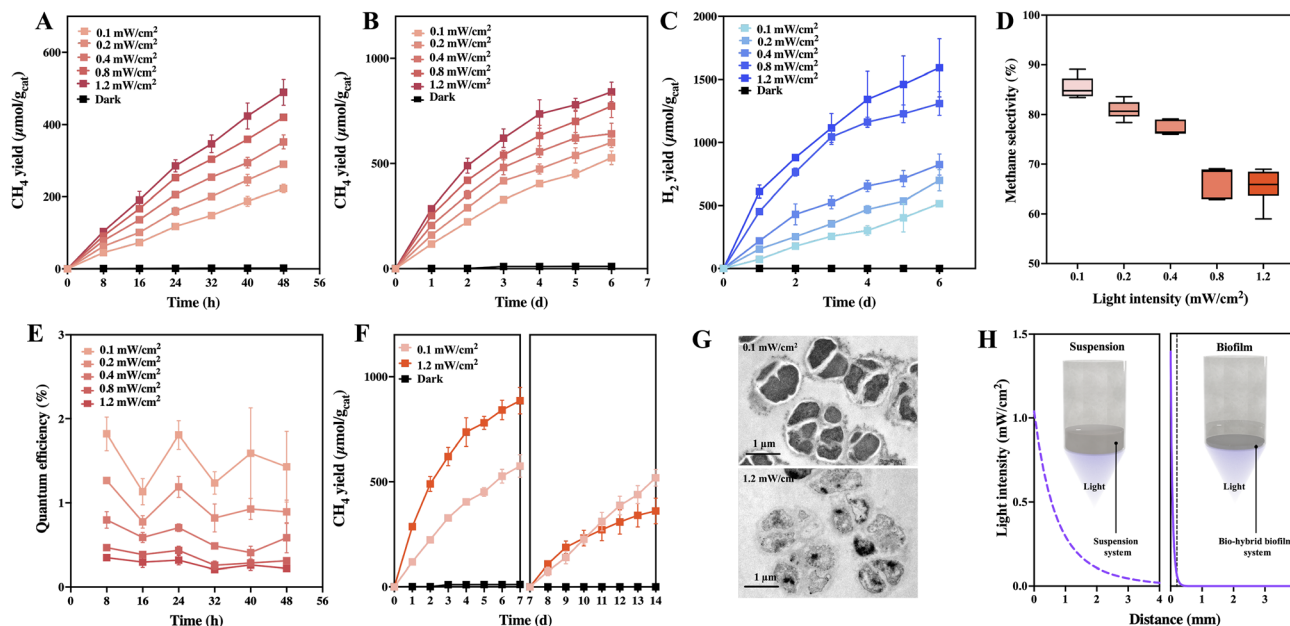 A
0.1 mW/cm²
0.2 mW/cm²
0.4 mW/cm²
0.8 mW/cm²
1.2 mW/cm²
Dark
CH₄ yield (µmol/g_cat)
600
400
200
0
0 8 16 24 32 40 48 56
Time (h)
B
0.1 mW/cm²
0.2 mW/cm²
0.4 mW/cm²
0.8 mW/cm²
1.2 mW/cm²
Dark
CH₄ yield (µmol/g_cat)
1000
500
0
0 1 2 3 4 5 6 7
Time (d)
C
0.1 mW/cm²
0.2 mW/cm²
0.4 mW/cm²
0.8 mW/cm²
1.2 mW/cm²
Dark
H₂ yield (µmol/g_cat)
2000
1500
1000
500
0
0 2 4 6
Time (d)
D
Methane selectivity (%)
100
90
80
70
60
50
0.1 0.2 0.4 0.8 1.2
Light intensity (mW/cm²)
E
0.1 mW/cm²
0.2 mW/cm²
0.4 mW/cm²
0.8 mW/cm²
1.2 mW/cm²
Quantum efficiency (%)
3
2
1
0
0 8 16 24 32 40 48 56
Time (h)
F
0.1 mW/cm²
1.2 mW/cm²
Dark
CH₄ yield (µmol/g_cat)
1000
500
0
0 1 2 3 4 5 6 7
7 8 9 10 11 12 13 14
Time (d)
G
0.1 mW/cm²
1 µm
1.2 mW/cm²
1 µm
H
Light intensity (mW/cm²)
1.5
1.0
0.5
0.0
Suspension
Light
Suspension
system
0 1 2 3 4
Biofilm
Light
Bio-hybrid biofilm
system
0 1 2 3
Distance (mm)